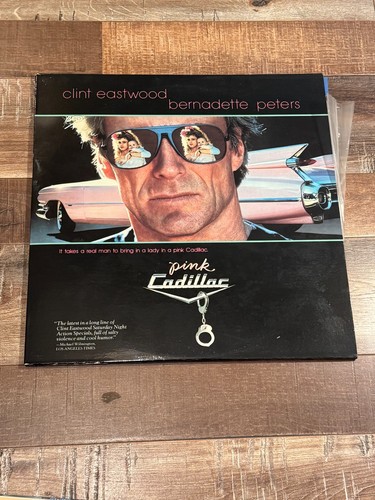 clint eastwood
bernadette peters
It takes a real man to bring in a lady in a pink Cadillac.
pink
Cadillac
"The latest in a long line of
Clint Eastwood Saturday Night
Action Specials, full of salty
violence and cool humor."
– Michael Wilmington,
LOS ANGELES TIMES